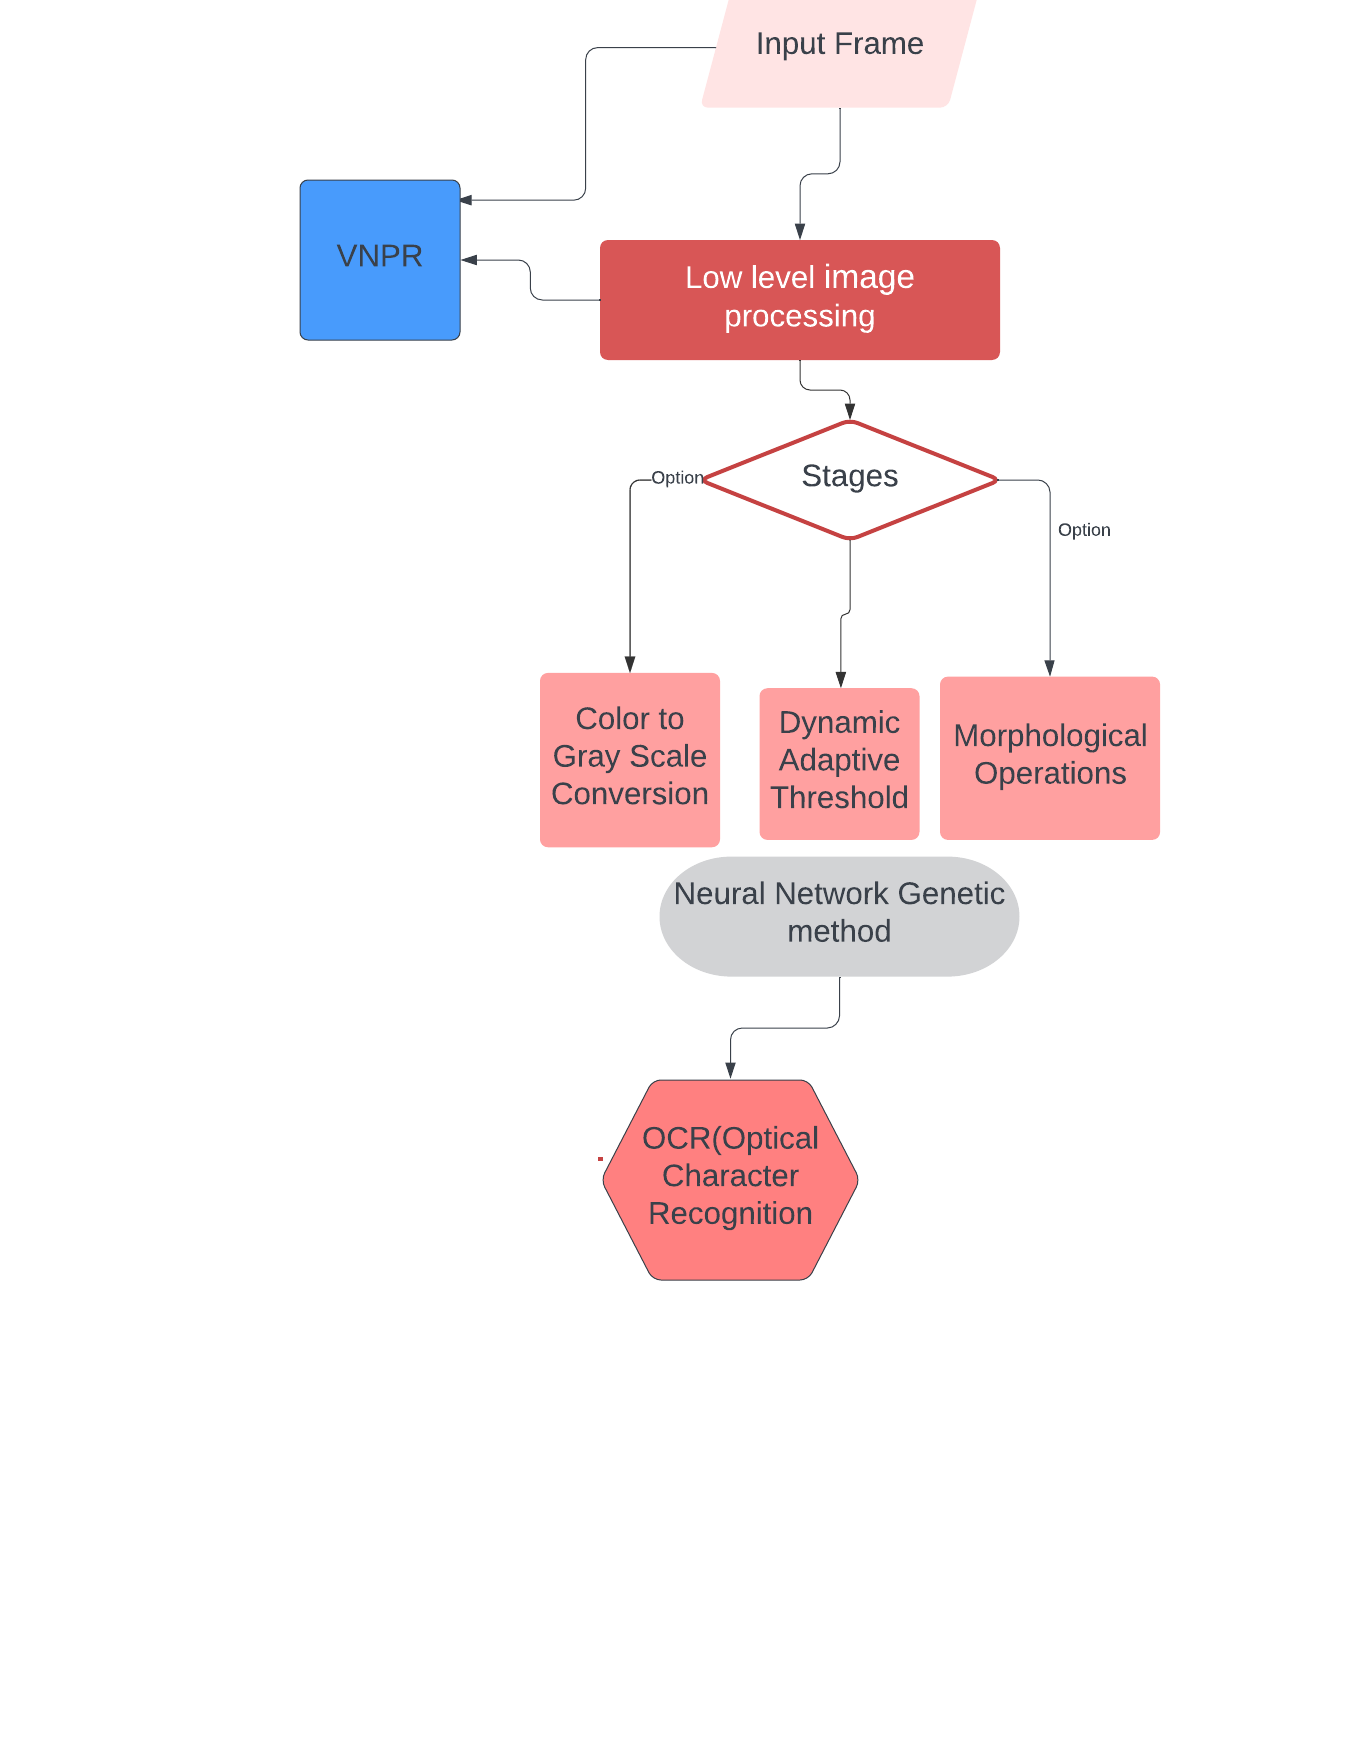 Input Frame
VNPR
Low level image
processing
Stages
Option
Option
Color to
Gray Scale
Conversion
Dynamic
Adaptive
Threshold
Morphological
Operations
Neural Network Genetic
method
OCR(Optical
Character
Recognition